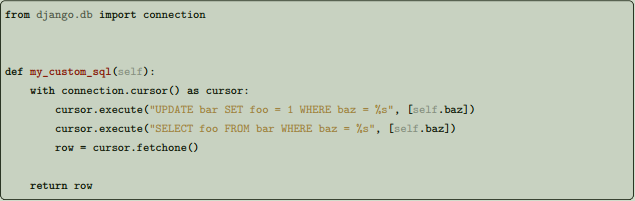 from django.db import connection
def my_custom_sql(self):
    with connection.cursor() as cursor:
        cursor.execute("UPDATE bar SET foo = 1 WHERE baz = %s", [self.baz])
        cursor.execute("SELECT foo FROM bar WHERE baz = %s", [self.baz])
        row = cursor.fetchone()
    return row